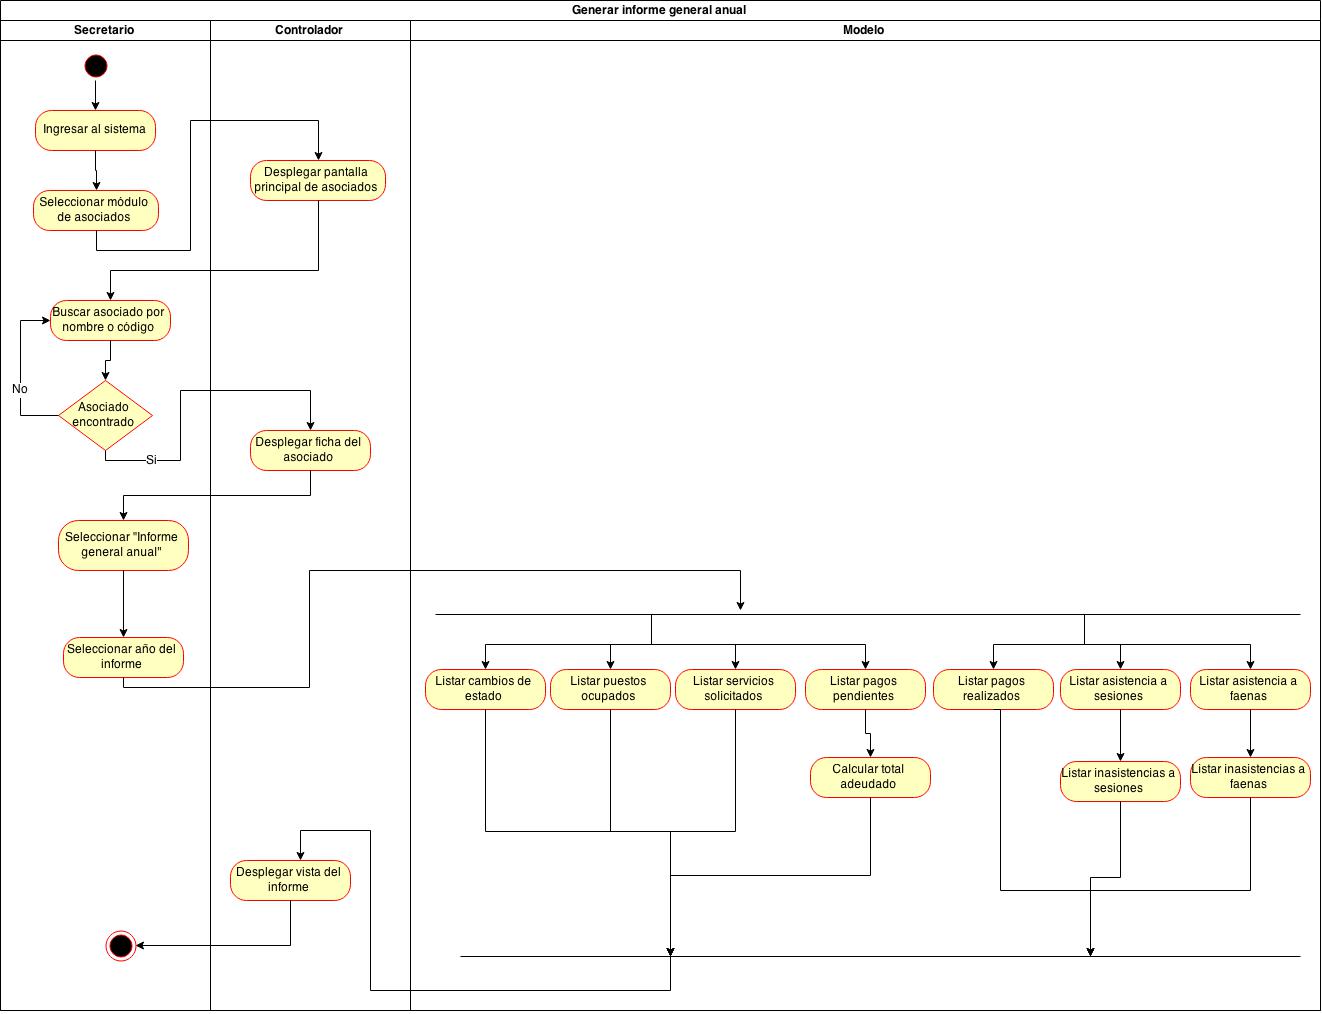 Generar informe general anual
Secretario
Controlador
Modelo
Ingresar al sistema
Desplegar pantalla
principal de asociados
Seleccionar módulo
de asociados
Buscar asociado por
nombre o código
No
Asociado
encontrado
Si
Desplegar ficha del
asociado
Seleccionar "Informe
general anual"
Seleccionar año del
informe
Listar cambios de
estado
Listar puestos
ocupados
Listar servicios
solicitados
Listar pagos
pendientes
Listar pagos
realizados
Listar asistencia a
sesiones
Listar asistencia a
faenas
Calcular total
adeudado
Listar inasistencias a
sesiones
Listar inasistencias a
faenas
Desplegar vista del
informe